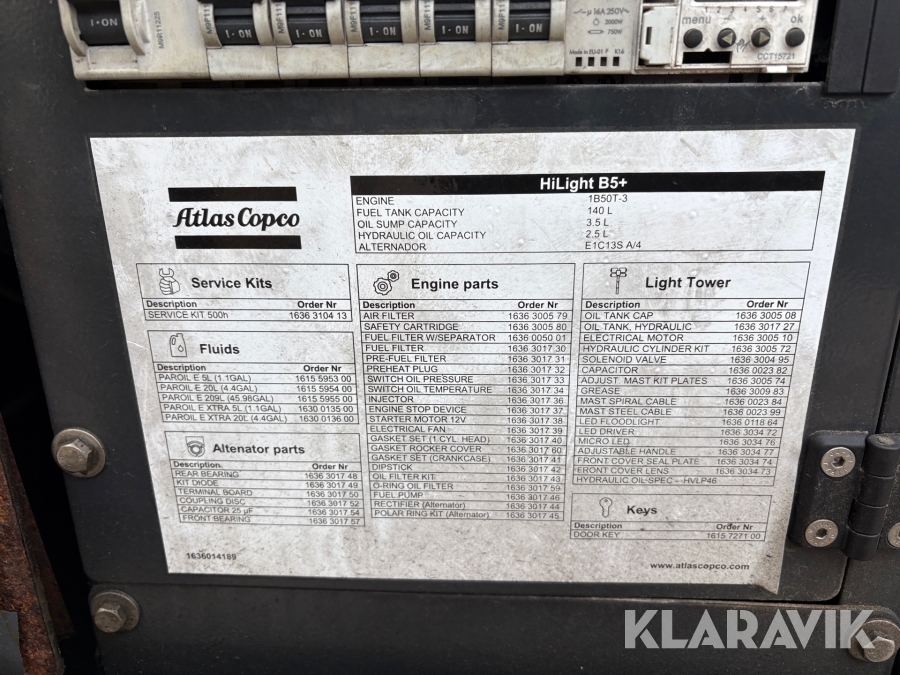 M9F11225
I·ON
I·ON
I·ON
I·ON
I·ON
µ 16A 250V~
2000W
750W
Made in EU-01 P K16
menu
ok
CCT15721
Atlas Copco
HiLight B5+
ENGINE 1B50T-3
FUEL TANK CAPACITY 140 L
OIL SUMP CAPACITY 3.5 L
HYDRAULIC OIL CAPACITY 2.5 L
ALTERNADOR E1C13S A/4
Service Kits
Description Order Nr
SERVICE KIT 500h 1636 3104 13
Fluids
Description Order Nr
PAROIL E 5L (1.1GAL) 1615 5953 00
PAROIL E 20L (4.4GAL) 1615 5954 00
PAROIL E 209L (45.98GAL) 1615 5955 00
PAROIL E XTRA 5L (1.1GAL) 1630 0135 00
PAROIL E XTRA 20L (4.4GAL) 1630 0136 00
Alternator parts
Description Order Nr
REAR BEARING 1636 3017 48
KIT DIODE 1636 3017 49
TERMINAL BOARD 1636 3017 50
COUPLING DISC 1636 3017 52
CAPACITOR 25 µF 1636 3017 54
FRONT BEARING 1636 3017 57
1636014189
Engine parts
Description Order Nr
AIR FILTER 1636 3005 79
SAFETY CARTRIDGE 1636 3005 80
FUEL FILTER W/SEPARATOR 1636 0050 01
FUEL FILTER 1636 3017 30
PRE-FUEL FILTER 1636 3017 31
PREHEAT PLUG 1636 3017 32
SWITCH OIL PRESSURE 1636 3017 33
SWITCH OIL TEMPERATURE 1636 3017 34
INJECTOR 1636 3017 36
ENGINE STOP DEVICE 1636 3017 37
STARTER MOTOR 12V 1636 3017 38
ELECTRICAL FAN 1636 3017 39
GASKET SET (1 CYL. HEAD) 1636 3017 40
GASKET ROCKER COVER 1636 3017 60
GASKET SET (CRANKCASE) 1636 3017 41
DIPSTICK 1636 3017 42
OIL FILTER KIT 1636 3017 43
O-RING OIL FILTER 1636 3017 59
FUEL PUMP 1636 3017 46
RECTIFIER (Alternator) 1636 3017 44
POLAR RING KIT (Alternator) 1636 3017 45
Light Tower
Description Order Nr
OIL TANK CAP 1636 3005 08
OIL TANK, HYDRAULIC 1636 3017 27
ELECTRICAL MOTOR 1636 3005 10
HYDRAULIC CYLINDER KIT 1636 3005 72
SOLENOID VALVE 1636 3004 95
CAPACITOR 1636 0023 82
ADJUST. MAST KIT PLATES 1636 3005 74
GREASE 1636 3009 83
MAST SPIRAL CABLE 1636 0023 84
MAST STEEL CABLE 1636 0023 99
LED FLOODLIGHT 1636 0118 64
LED DRIVER 1636 3034 72
MICRO LED 1636 3034 76
ADJUSTABLE HANDLE 1636 3034 77
FRONT COVER SEAL PLATE 1636 3034 74
FRONT COVER LENS 1636 3034 73
HYDRAULIC OIL-SPEC - HVLP46
Keys
Description Order Nr
DOOR KEY 1615 7271 00
www.atlascopco.com
KLARAVIK